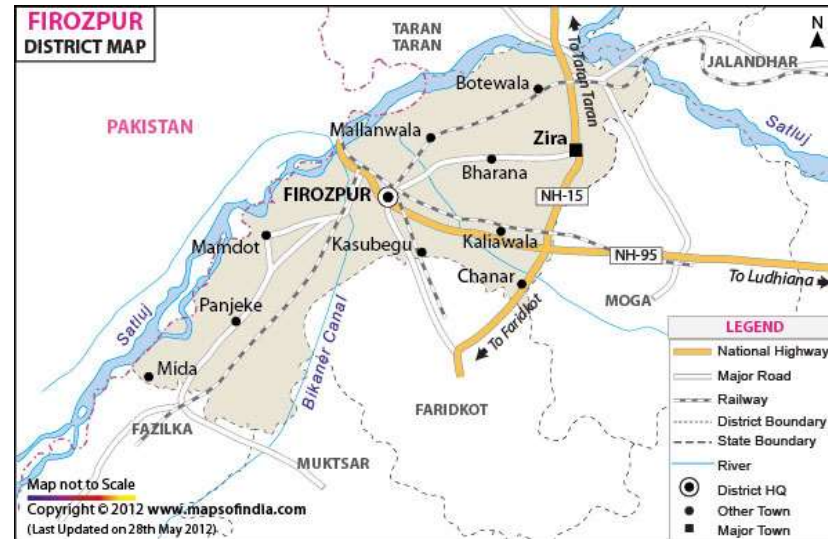 FIROZPUR
DISTRICT MAP
TARAN
TARAN
To Taran Taran
N
JALANDHAR
PAKISTAN
Botewala
Mallanwala
Zira
Satluj
Bharana
FIROZPUR
NH-15
Mamdot
Kasubegu
Kaliawala
NH-95
To Ludhiana
Chanar
MOGA
Satluj
Panjeke
To Faridkot
Bikaner Canal
Mida
FARIDKOT
FAZILKA
MUKTSAR
LEGEND
National Highway
Major Road
Railway
District Boundary
State Boundary
River
District HQ
Other Town
Major Town
Map not to Scale
Copyright © 2012 www.mapsofindia.com
(Last Updated on 28th May 2012)